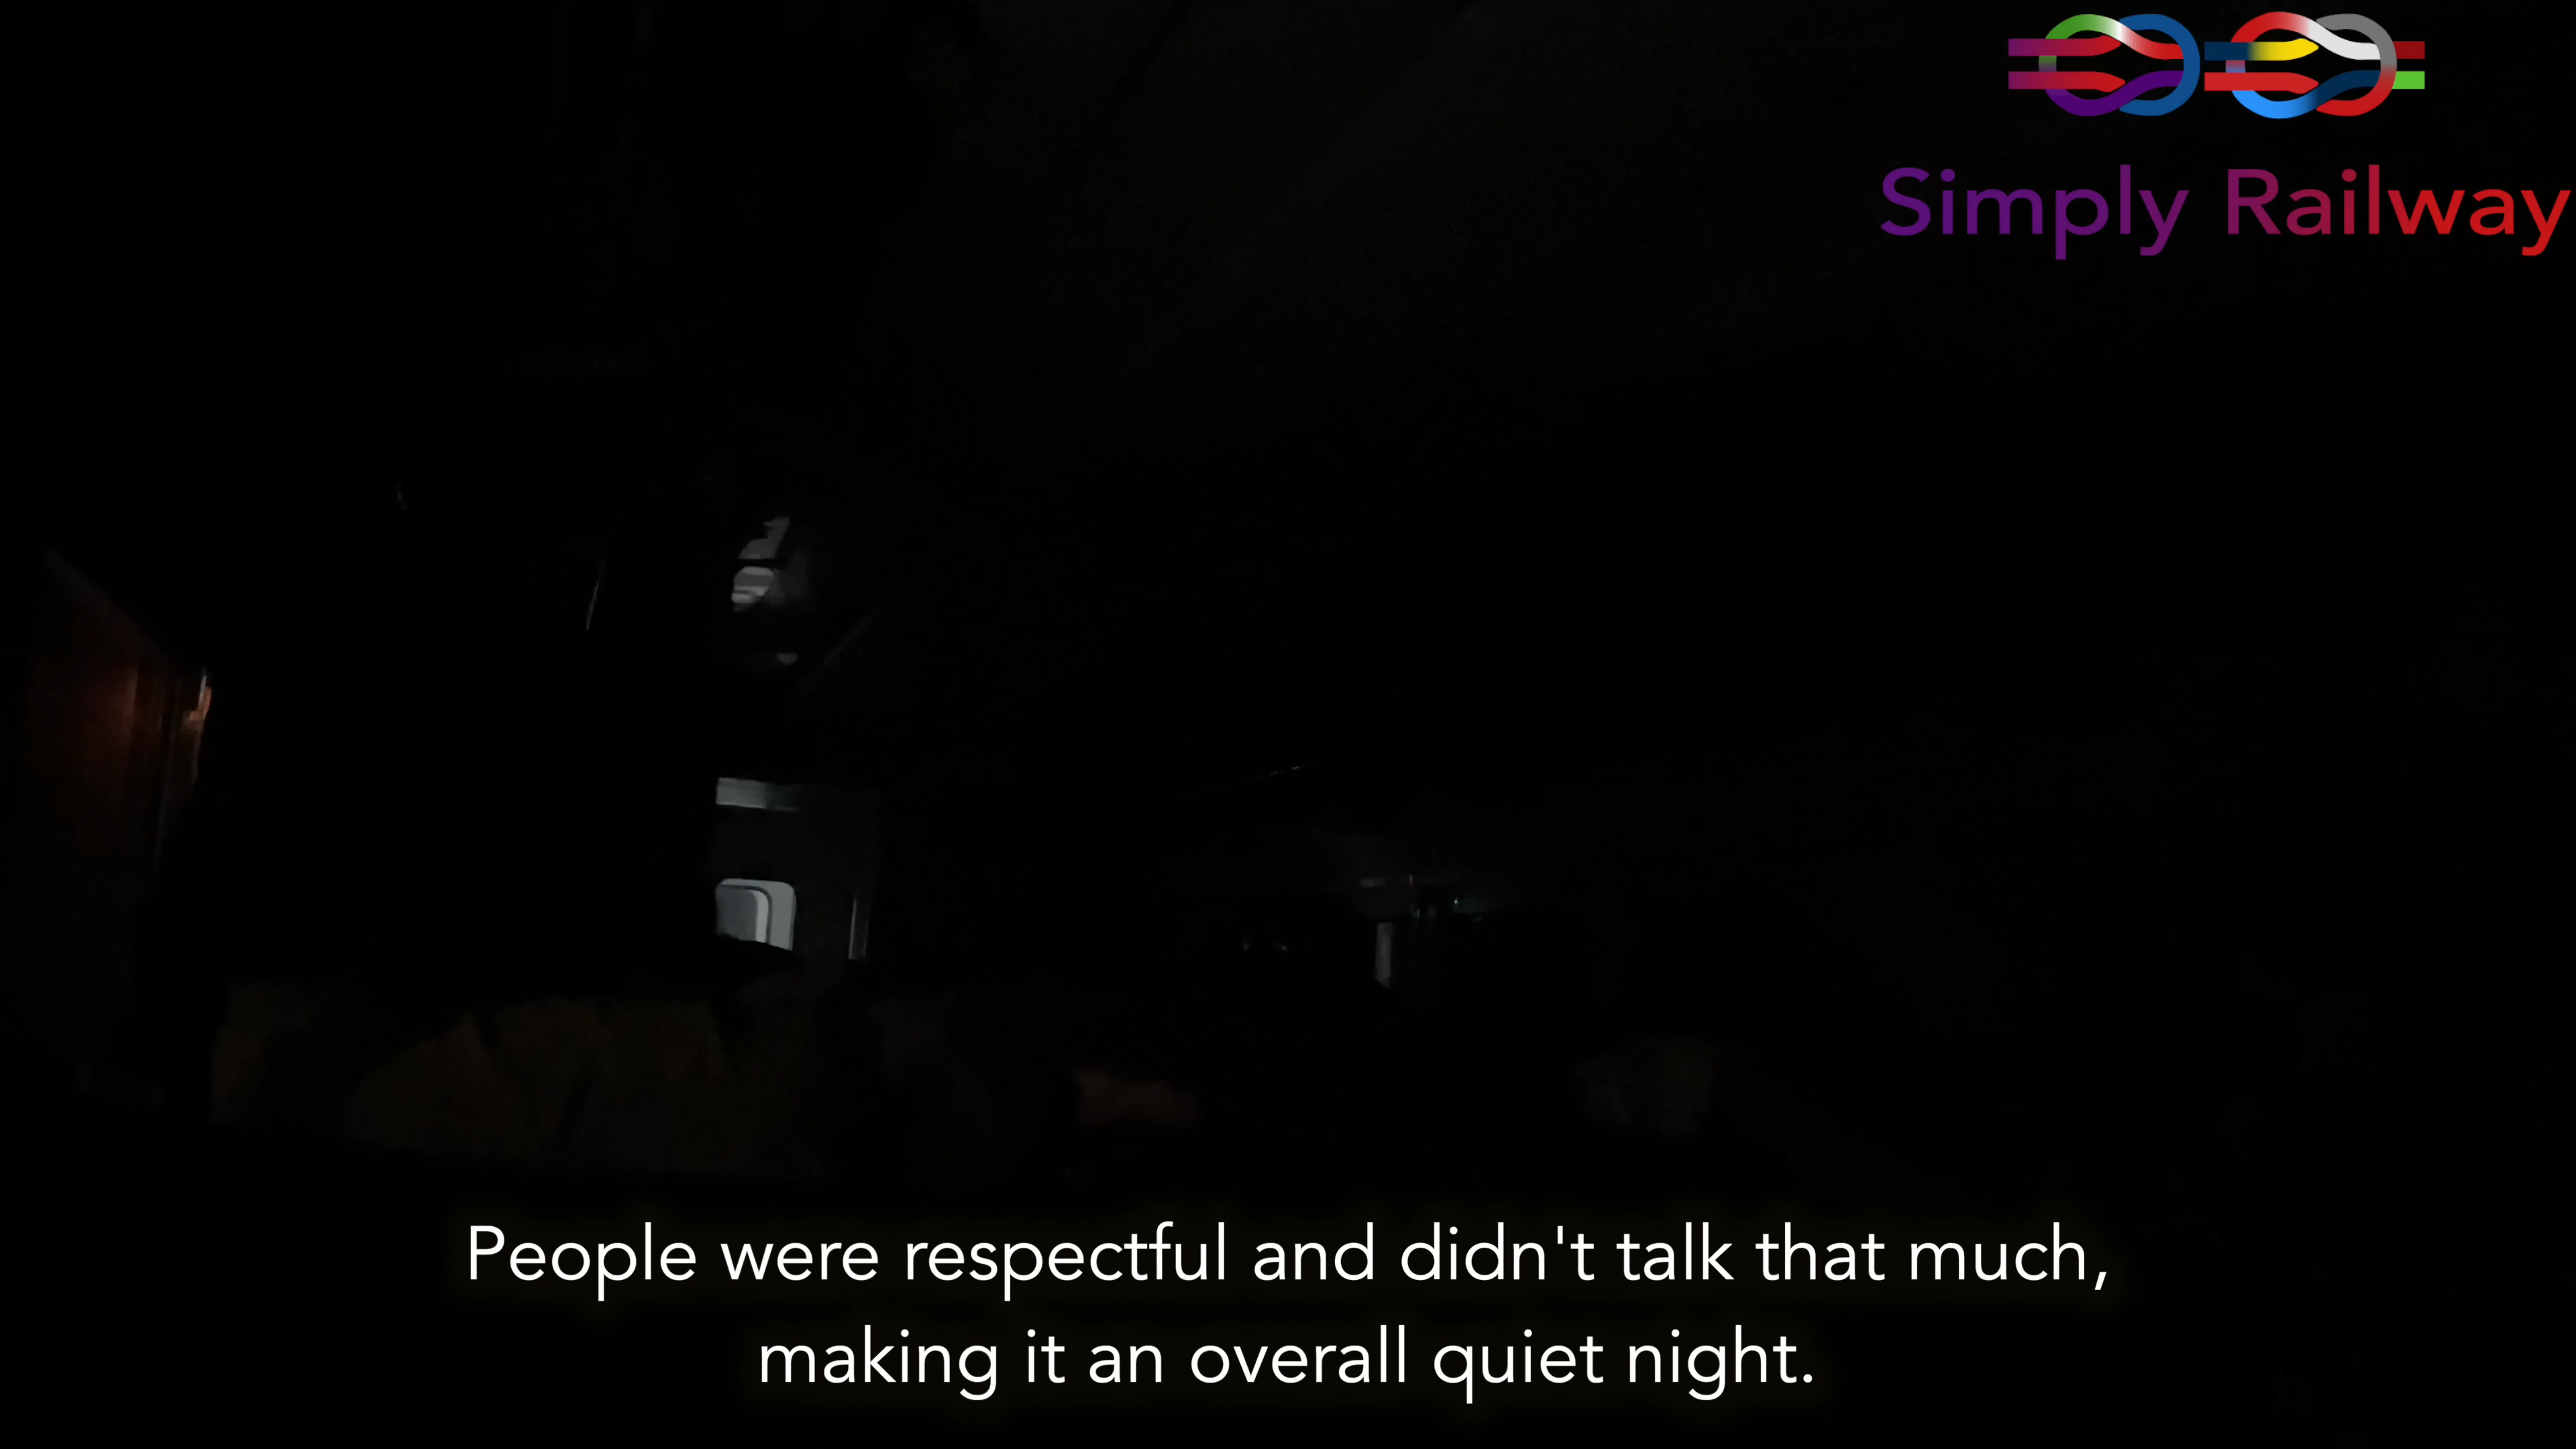 Simply Railway
People were respectful and didn't talk that much,
making it an overall quiet night.